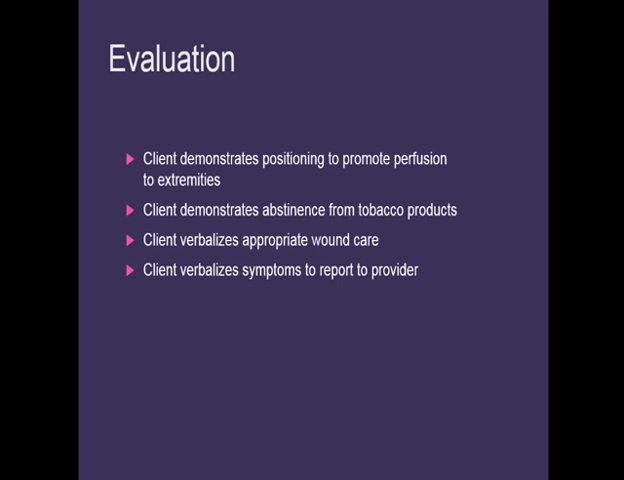 Evaluation
Client demonstrates positioning to promote perfusion
to extremities
Client demonstrates abstinence from tobacco products
Client verbalizes appropriate wound care
Client verbalizes symptoms to report to provider